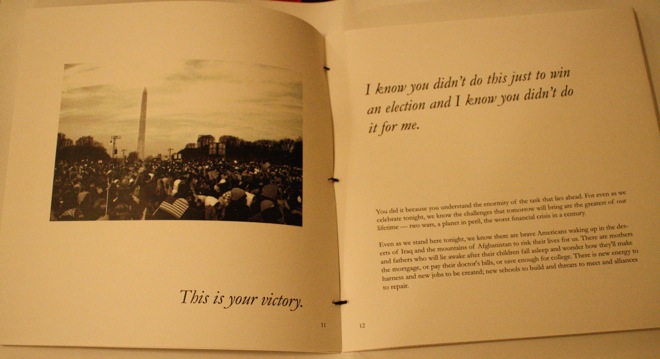 This is your victory.
11
I know you didn't do this just to win
an election and I know you didn't do
it for me.
You did it because you understand the enormity of the task that lies ahead. For even as we
celebrate tonight, we know the challenges that tomorrow will bring are the greatest of our
lifetime — two wars, a planet in peril, the worst financial crisis in a century.
Even as we stand here tonight, we know there are brave Americans waking up in the des-
erts of Iraq and the mountains of Afghanistan to risk their lives for us. There are mothers
and fathers who will lie awake after their children fall asleep and wonder how they'll make
the mortgage, or pay their doctor's bills, or save enough for college. There is new energy to
harness and new jobs to be created; new schools to build and threats to meet and alliances
to repair.
12